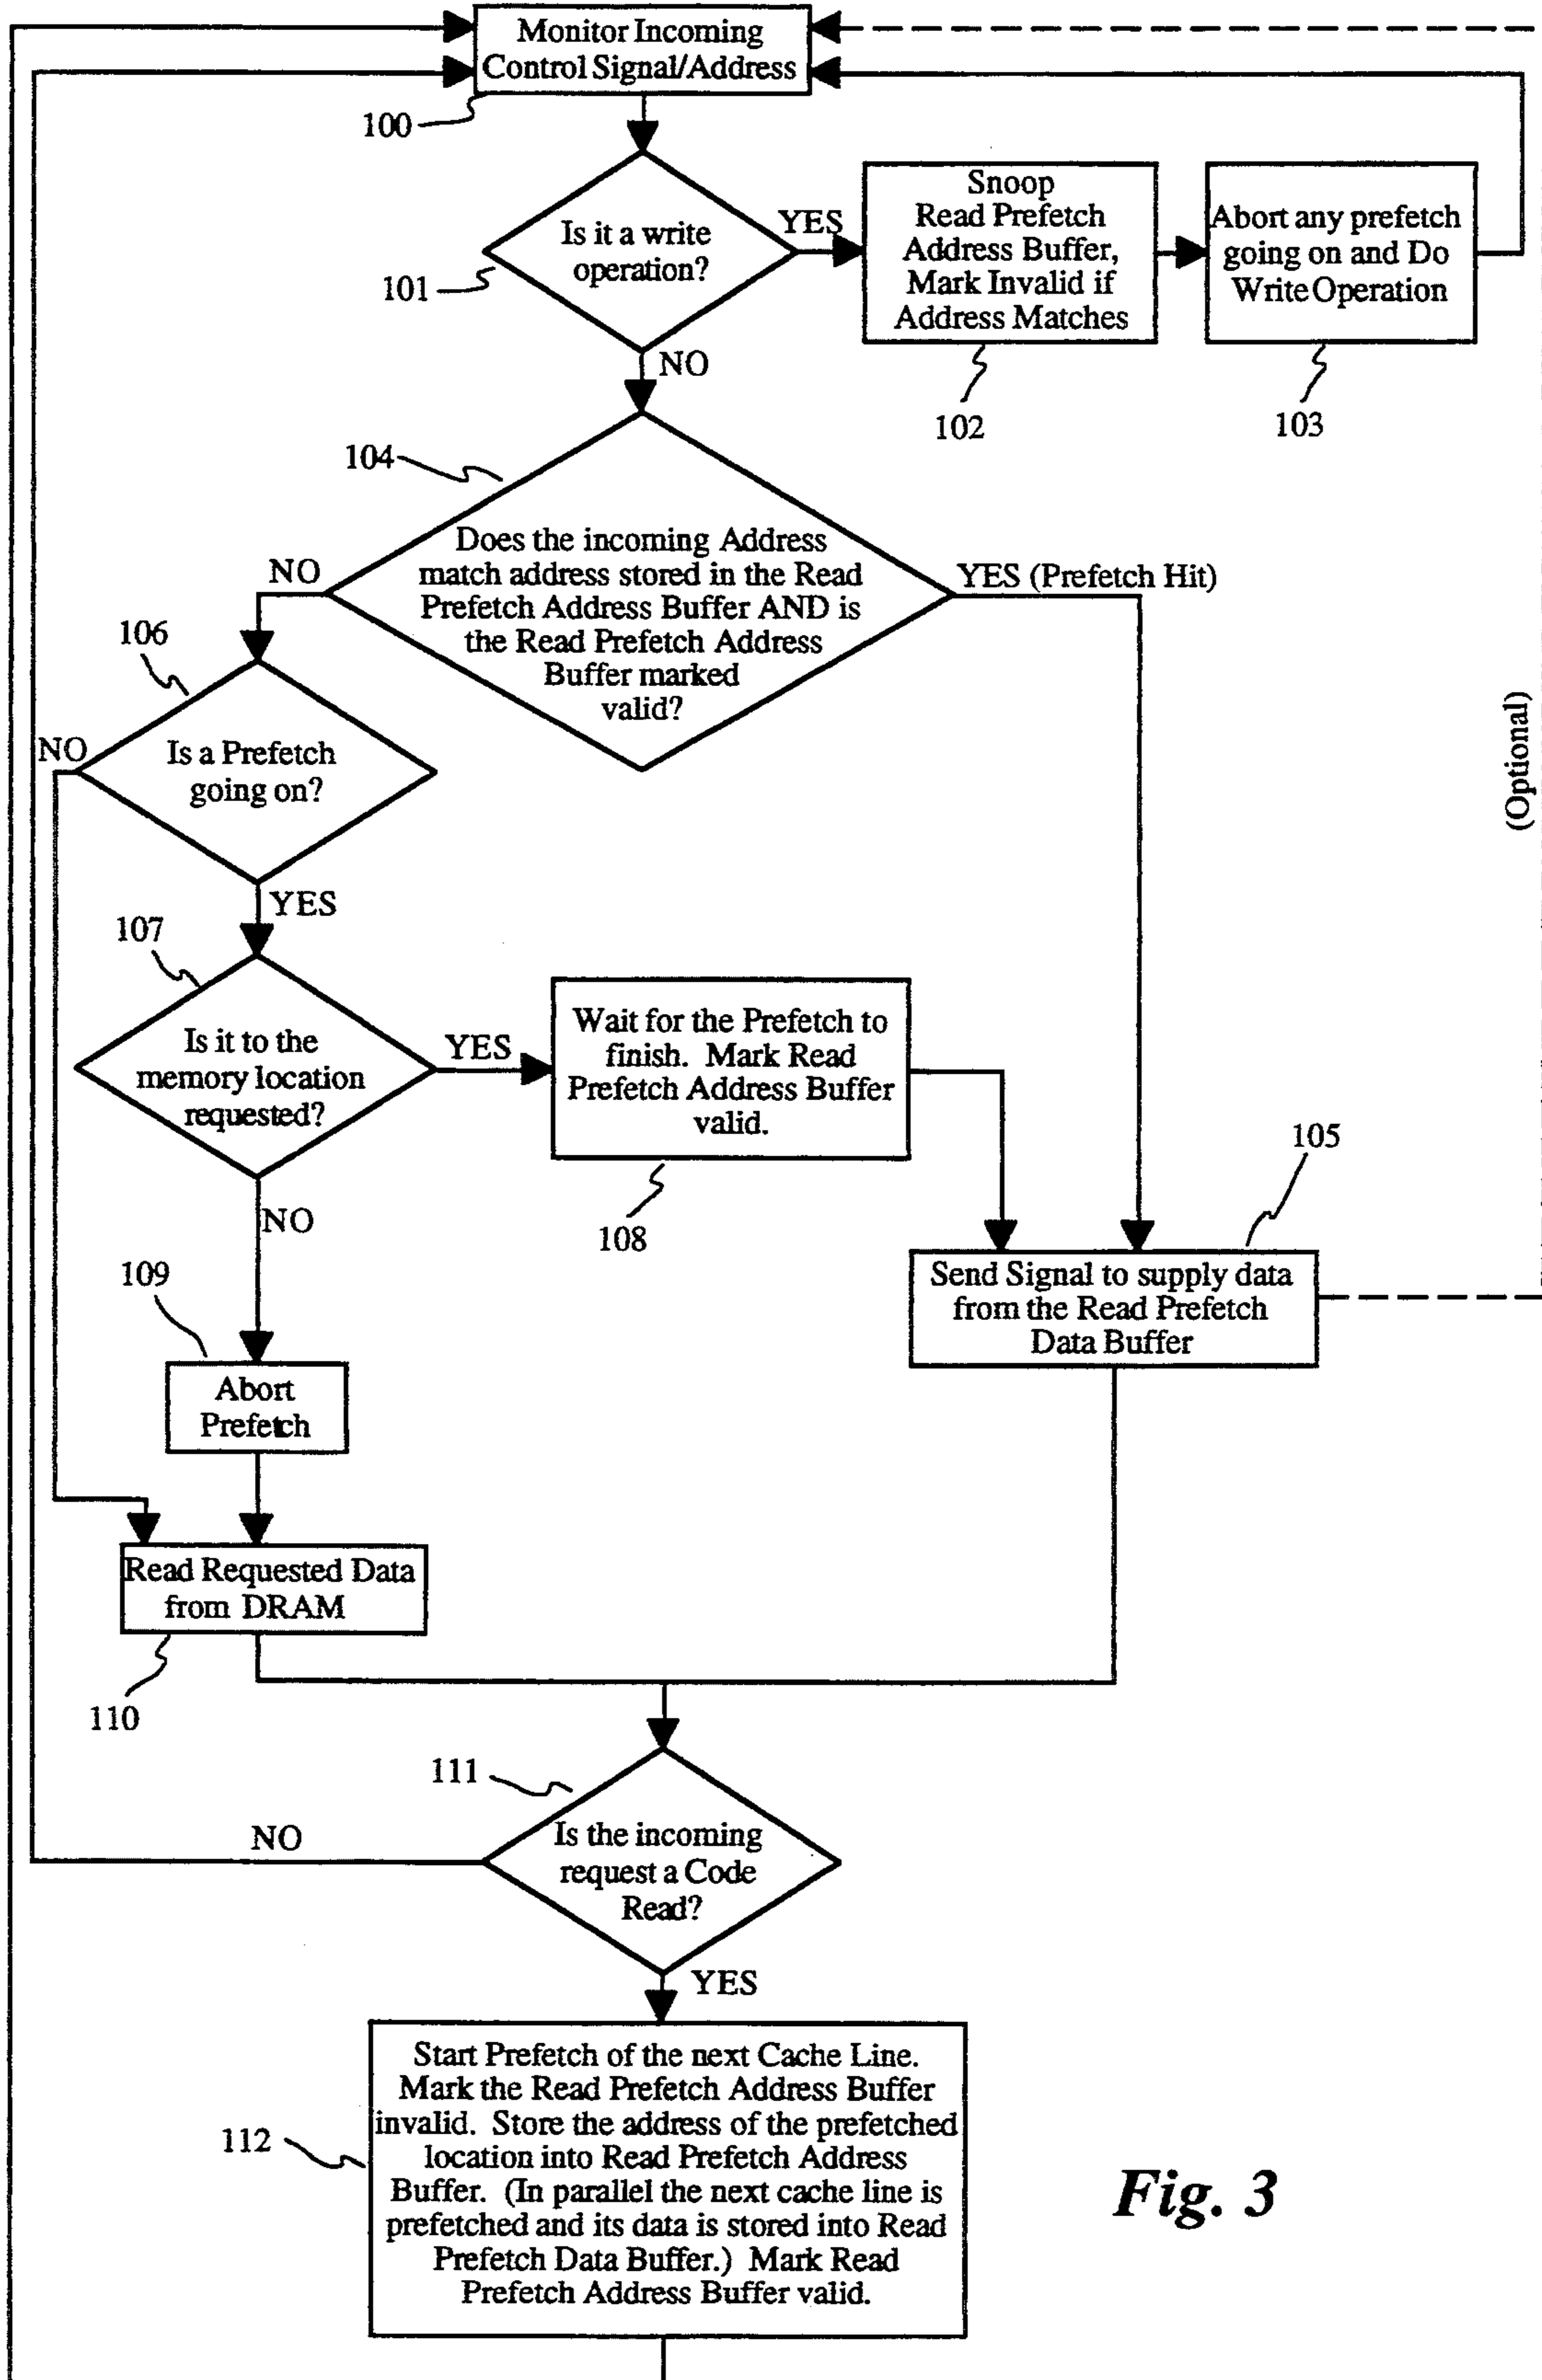 Monitor Incoming
Control Signal/Address
100
Is it a write
operation?
101
YES
Snoop
Read Prefetch
Address Buffer,
Mark Invalid if
Address Matches
102
Abort any prefetch
going on and Do
Write Operation
103
NO
104
Does the incoming Address
match address stored in the Read
Prefetch Address Buffer AND is
the Read Prefetch Address
Buffer marked
valid?
NO
YES (Prefetch Hit)
106
Is a Prefetch
going on?
NO
(Optional)
YES
107
Is it to the
memory location
requested?
YES
Wait for the Prefetch to
finish. Mark Read
Prefetch Address Buffer
valid.
108
105
Send Signal to supply data
from the Read Prefetch
Data Buffer
NO
109
Abort
Prefetch
Read Requested Data
from DRAM
110
111
Is the incoming
request a Code
Read?
NO
YES
112
Start Prefetch of the next Cache Line.
Mark the Read Prefetch Address Buffer
invalid. Store the address of the prefetched
location into Read Prefetch Address
Buffer. (In parallel the next cache line is
prefetched and its data is stored into Read
Prefetch Data Buffer.) Mark Read
Prefetch Address Buffer valid.
Fig. 3